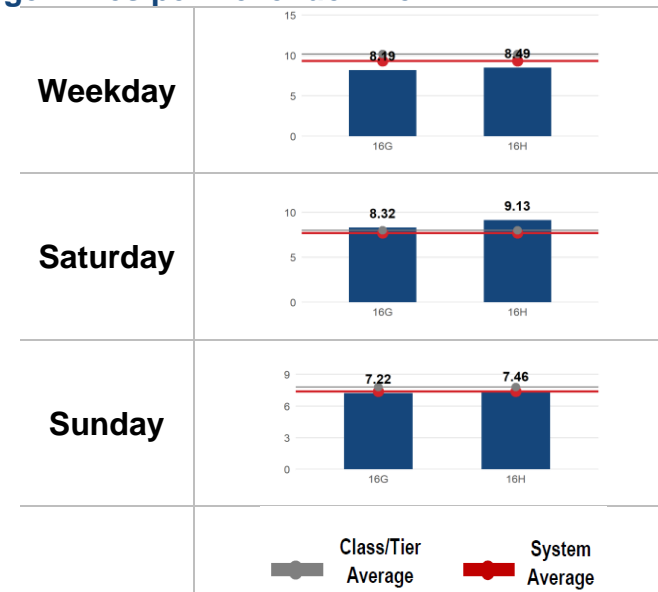 Weekday
15
10
5
0
8.19
8.49
16G
16H
Saturday
10
5
0
8.32
9.13
16G
16H
Sunday
9
6
3
0
7.22
7.46
16G
16H
Class/Tier
Average
System
Average